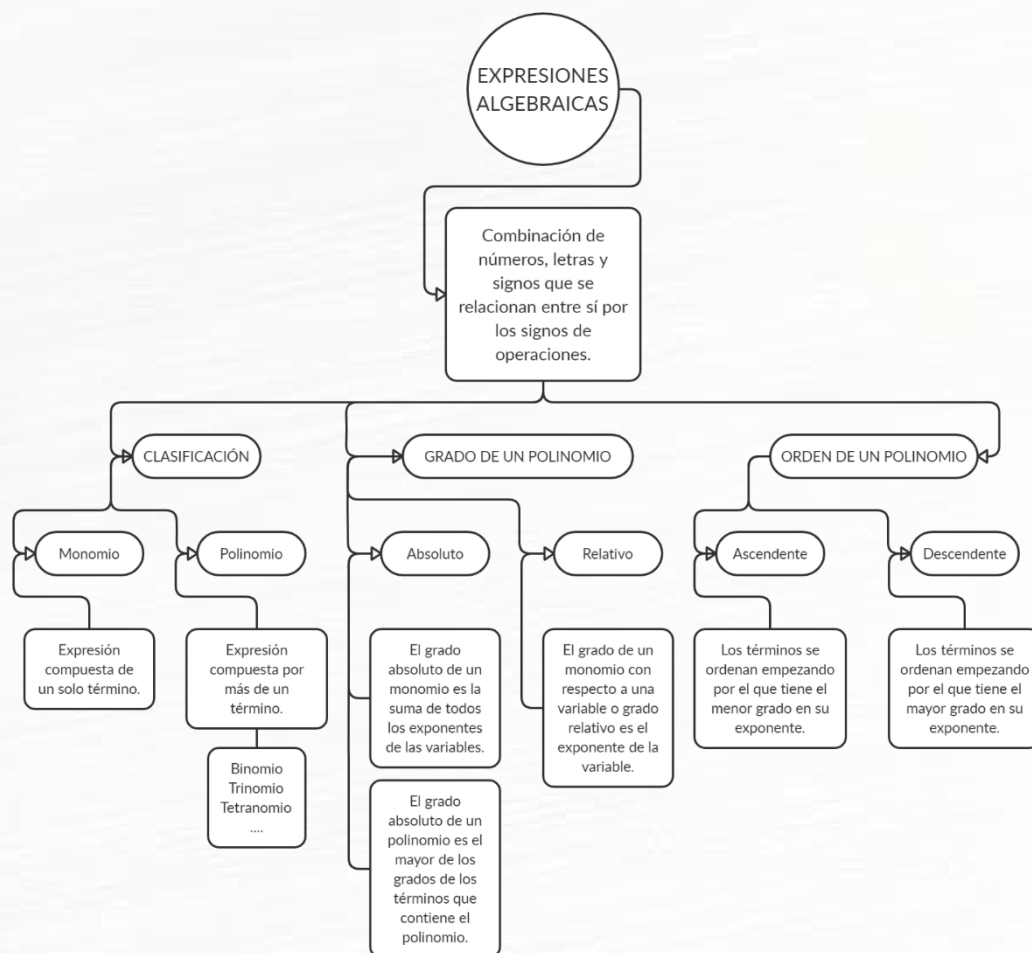 EXPRESIONES
ALGEBRAICAS
Combinación de
números, letras y
signos que se
relacionan entre sí por
los signos de
operaciones.
CLASIFICACIÓN
GRADO DE UN POLINOMIO
ORDEN DE UN POLINOMIO
Monomio
Polinomio
Absoluto
Relativo
Ascendente
Descendente
Expresión
compuesta de
un solo término.
Expresión
compuesta por
más de un
término.
Binomio
Trinomio
Tetranomio
....
El grado
absoluto de un
monomio es la
suma de todos
los exponentes
de las variables.
El grado
absoluto de un
polinomio es el
mayor de los
grados de los
términos que
contiene el
polinomio.
El grado de un
monomio con
respecto a una
variable o grado
relativo es el
exponente de la
variable.
Los términos se
ordenan empezando
por el que tiene el
menor grado en su
exponente.
Los términos se
ordenan empezando
por el que tiene el
mayor grado en su
exponente.